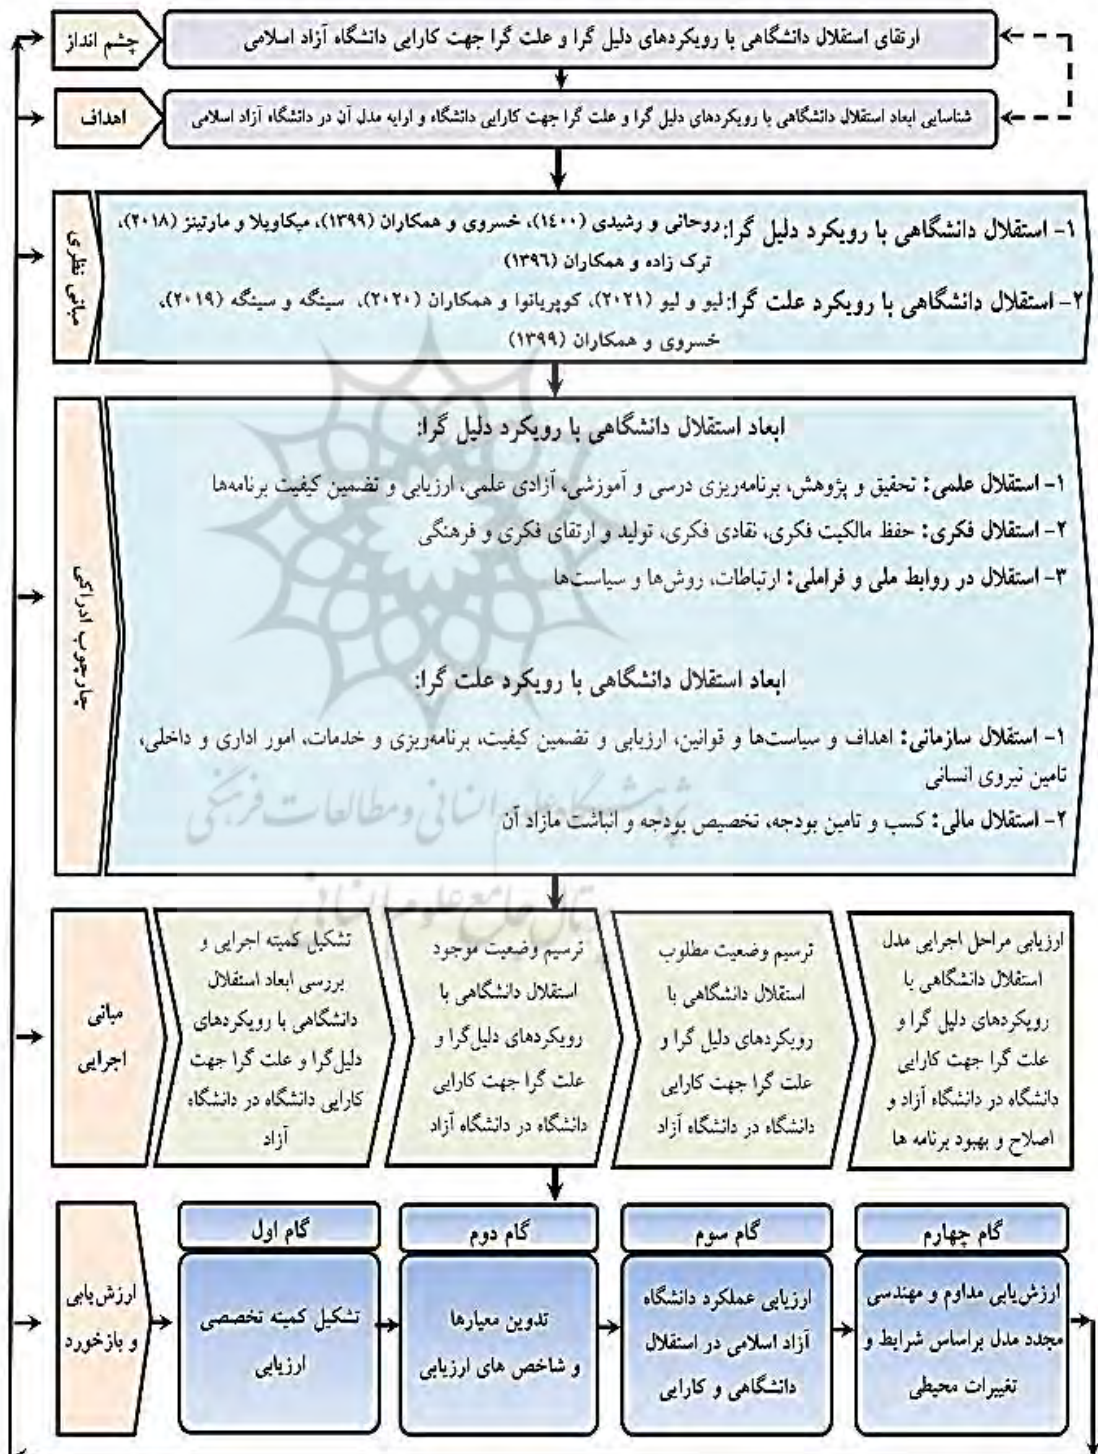 چشم انداز
ارتقای استقلال دانشگاهی با رویکردهای دلیل گرا و علت گرا جهت کارایی دانشگاه آزاد اسلامی
اهداف
شناسایی ابعاد استقلال دانشگاهی با رویکردهای دلیل گرا و علت گرا جهت کارایی دانشگاه و ارایه مدل آن در دانشگاه آزاد اسلامی
مبانی نظری
۱- استقلال دانشگاهی با رویکرد دلیل گرا: روحانی و رشیدی (۱۴۰۰)، خسروی و همکاران (۱۳۹۹)، میکاویلا و مارتینز (۲۰۱۸)،
ترک زاده و همکاران (۱۳۹۶)
۲- استقلال دانشگاهی با رویکرد علت گرا: لیو و لیو (۲۰۲۱)، کوپریانوا و همکاران (۲۰۲۰)، سینگه و سینگه (۲۰۱۹)،
خسروی و همکاران (۱۳۹۹)
چارچوب ادراکی
ابعاد استقلال دانشگاهی با رویکرد دلیل گرا:
۱- استقلال علمی: تحقیق و پژوهش، برنامه‌ریزی درسی و آموزشی، آزادی علمی، ارزیابی و تضمین کیفیت برنامه‌ها
۲- استقلال فکری: حفظ مالکیت فکری، نقادی فکری، تولید و ارتقای فکری و فرهنگی
۳- استقلال در روابط ملی و فراملی: ارتباطات، روش‌ها و سیاست‌ها
ابعاد استقلال دانشگاهی با رویکرد علت گرا:
۱- استقلال سازمانی: اهداف و سیاست‌ها و قوانین، ارزیابی و تضمین کیفیت، برنامه‌ریزی و خدمات، امور اداری و داخلی،
تامین نیروی انسانی
۲- استقلال مالی: کسب و تامین بودجه، تخصیص بودجه و انباشت مازاد آن
پژوهشگاه علوم انسانی و مطالعات فرهنگی
پرتال جامع علوم انسانی
مبانی
اجرایی
تشکیل کمیته اجرایی و
بررسی ابعاد استقلال
دانشگاهی با رویکردهای
دلیل‌گرا و علت گرا جهت
کارایی دانشگاه در دانشگاه
آزاد
ترسیم وضعیت موجود
استقلال دانشگاهی با
رویکردهای دلیل‌گرا و
علت گرا جهت کارایی
دانشگاه در دانشگاه آزاد
ترسیم وضعیت مطلوب
استقلال دانشگاهی با
رویکردهای دلیل گرا و
علت گرا جهت کارایی
دانشگاه در دانشگاه آزاد
ارزیابی مراحل اجرایی مدل
استقلال دانشگاهی با
رویکردهای دلیل گرا و
علت گرا جهت کارایی
دانشگاه در دانشگاه آزاد و
اصلاح و بهبود برنامه ها
ارزش‌یابی
و بازخورد
گام اول
تشکیل کمیته تخصصی
ارزیابی
گام دوم
تدوین معیارها
و شاخص های ارزیابی
گام سوم
ارزیابی عملکرد دانشگاه
آزاد اسلامی در استقلال
دانشگاهی و کارایی
گام چهارم
ارزش‌یابی مداوم و مهندسی
مجدد مدل براساس شرایط و
تغییرات محیطی